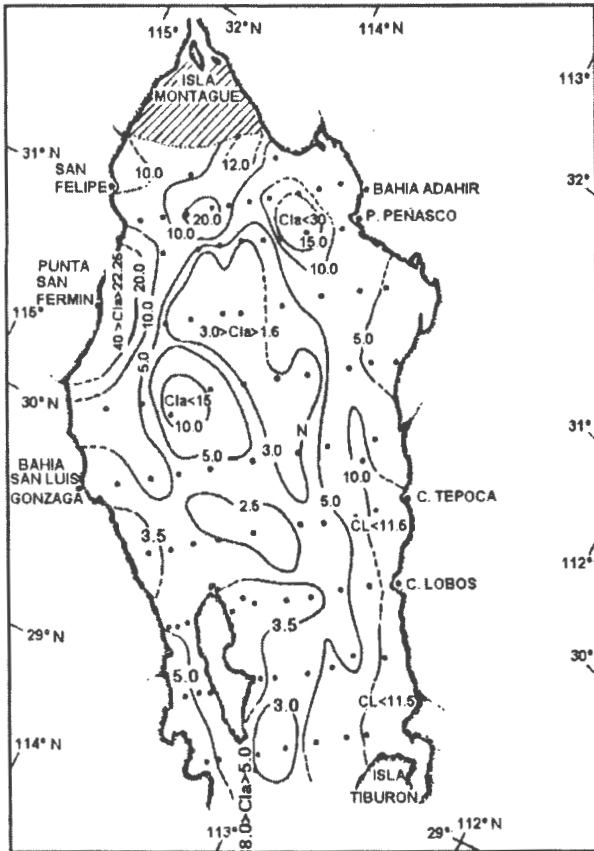 115°
32° N
114° N
113°
ISLA
MONTAGUE
31° N
10.0
12.0
SAN
FELIPE
BAHIA ADAHIR
32° N
20.0
Cla<30
P. PEÑASCO
10.0
15.0
10.0
PUNTA
SAN
FERMIN
40 >Cla>22.26
20.0
10.0
5.0
115°
3.0>Cla>1.6
5.0
30° N
Cla<15
10.0
N
31° N
5.0
3.0
BAHIA
SAN LUIS
GONZAGA
10.0
2.5
5.0
C. TEPOCA
3.5
CL<11.5
112°
C. LOBOS
3.5
29° N
5.0
30°
3.0
CL<11.5
114° N
8.0>Cla>5.0
ISLA
TIBURON
113°
29°
112° N